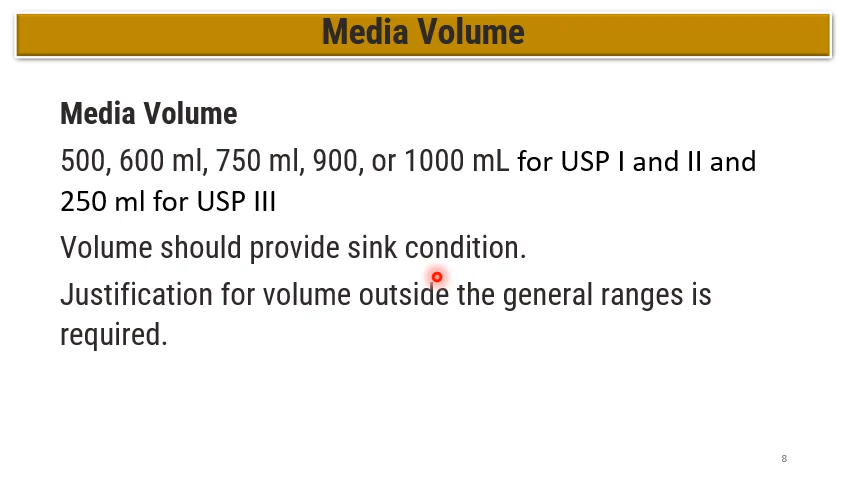 Media Volume
Media Volume
500, 600 ml, 750 ml, 900, or 1000 mL for USP I and II and
250 ml for USP III
Volume should provide sink condition.
Justification for volume outside the general ranges is
required.
8